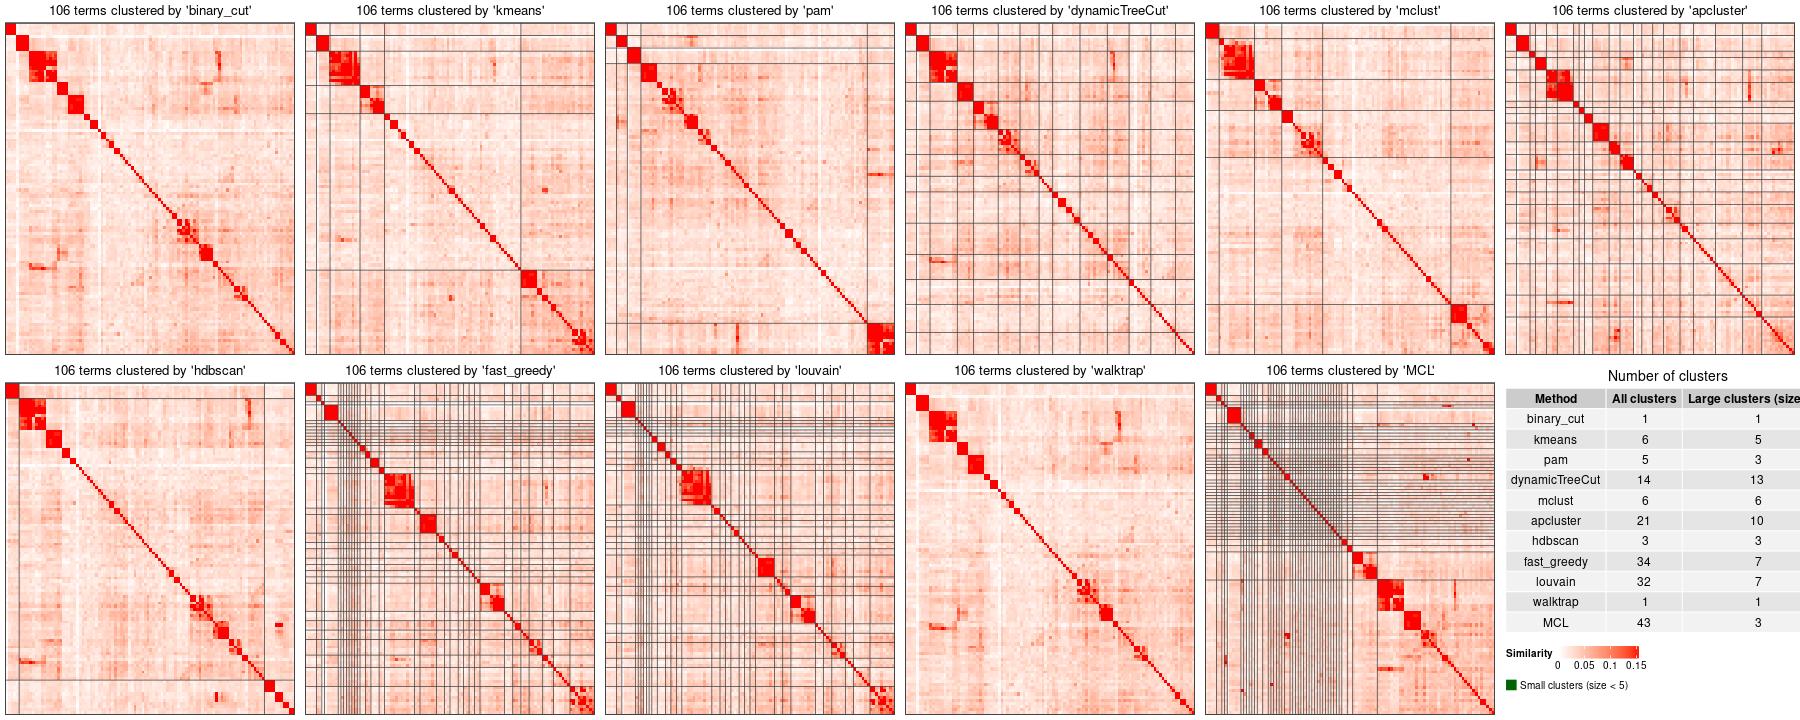 106 terms clustered by 'binary_cut'
106 terms clustered by 'kmeans'
106 terms clustered by 'pam'
106 terms clustered by 'dynamicTreeCut'
106 terms clustered by 'mclust'
106 terms clustered by 'apcluster'
106 terms clustered by 'hdbscan'
106 terms clustered by 'fast_greedy'
106 terms clustered by 'louvain'
106 terms clustered by 'walktrap'
106 terms clustered by 'MCL'
Number of clusters
Method All clusters Large clusters (size
binary_cut 1 1
kmeans 6 5
pam 5 3
dynamicTreeCut 14 13
mclust 6 6
apcluster 21 10
hdbscan 3 3
fast_greedy 34 7
louvain 32 7
walktrap 1 1
MCL 43 3
Similarity
0 0.05 0.1 0.15
Small clusters (size < 5)